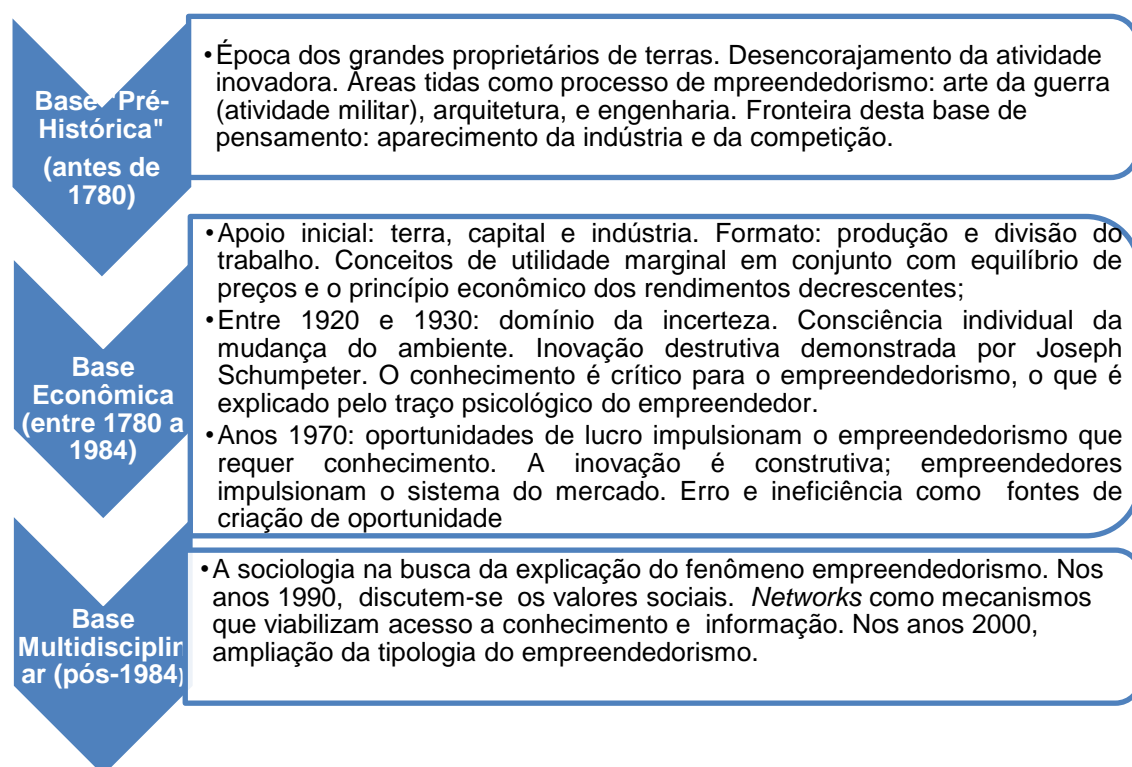 Base "Pré-
Histórica"
(antes de
1780)
•Época dos grandes proprietários de terras. Desencorajamento da atividade
inovadora. Áreas tidas como processo de mpreendedorismo: arte da guerra
(atividade militar), arquitetura, e engenharia. Fronteira desta base de
pensamento: aparecimento da indústria e da competição.
Base
Econômica
(entre 1780 a
1984)
•Apoio inicial: terra, capital e indústria. Formato: produção e divisão do
trabalho. Conceitos de utilidade marginal em conjunto com equilíbrio de
preços e o princípio econômico dos rendimentos decrescentes;
•Entre 1920 e 1930: domínio da incerteza. Consciência individual da
mudança do ambiente. Inovação destrutiva demonstrada por Joseph
Schumpeter. O conhecimento é crítico para o empreendedorismo, o que é
explicado pelo traço psicológico do empreendedor.
•Anos 1970: oportunidades de lucro impulsionam o empreendedorismo que
requer conhecimento. A inovação é construtiva; empreendedores
impulsionam o sistema do mercado. Erro e ineficiência como fontes de
criação de oportunidade
Base
Multidisciplin
ar (pós-1984)
•A sociologia na busca da explicação do fenômeno empreendedorismo. Nos
anos 1990, discutem-se os valores sociais. Networks como mecanismos
que viabilizam acesso a conhecimento e informação. Nos anos 2000,
ampliação da tipologia do empreendedorismo.